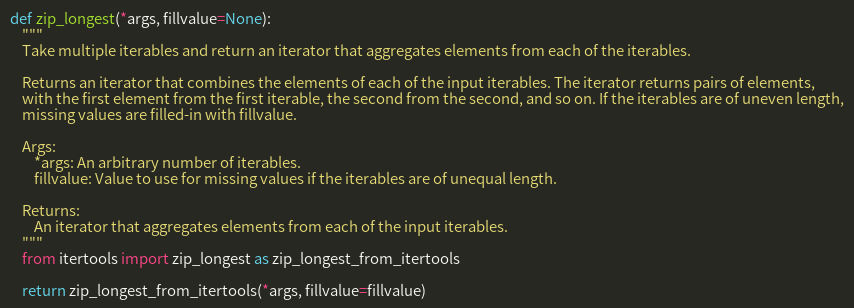 def zip_longest(*args, fillvalue=None):
    """
    Take multiple iterables and return an iterator that aggregates elements from each of the iterables.

    Returns an iterator that combines the elements of each of the input iterables. The iterator returns pairs of elements,
    with the first element from the first iterable, the second from the second, and so on. If the iterables are of uneven length,
    missing values are filled-in with fillvalue.

    Args:
        *args: An arbitrary number of iterables.
        fillvalue: Value to use for missing values if the iterables are of unequal length.

    Returns:
        An iterator that aggregates elements from each of the input iterables.
    """
    from itertools import zip_longest as zip_longest_from_itertools

    return zip_longest_from_itertools(*args, fillvalue=fillvalue)